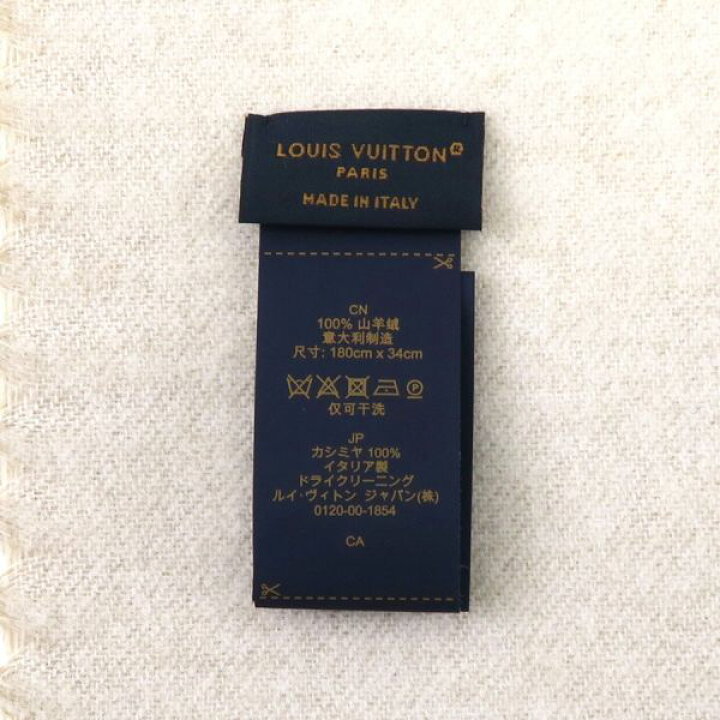 LOUIS VUITTON
PARIS
MADE IN ITALY
CN
100% 山羊绒
意大利制造
尺寸: 180cm x 34cm
P
仅可干洗
JP
カシミヤ 100%
イタリア製
ドライクリーニング
ルイ・ヴィトン ジャパン(株)
0120-00-1854
CA